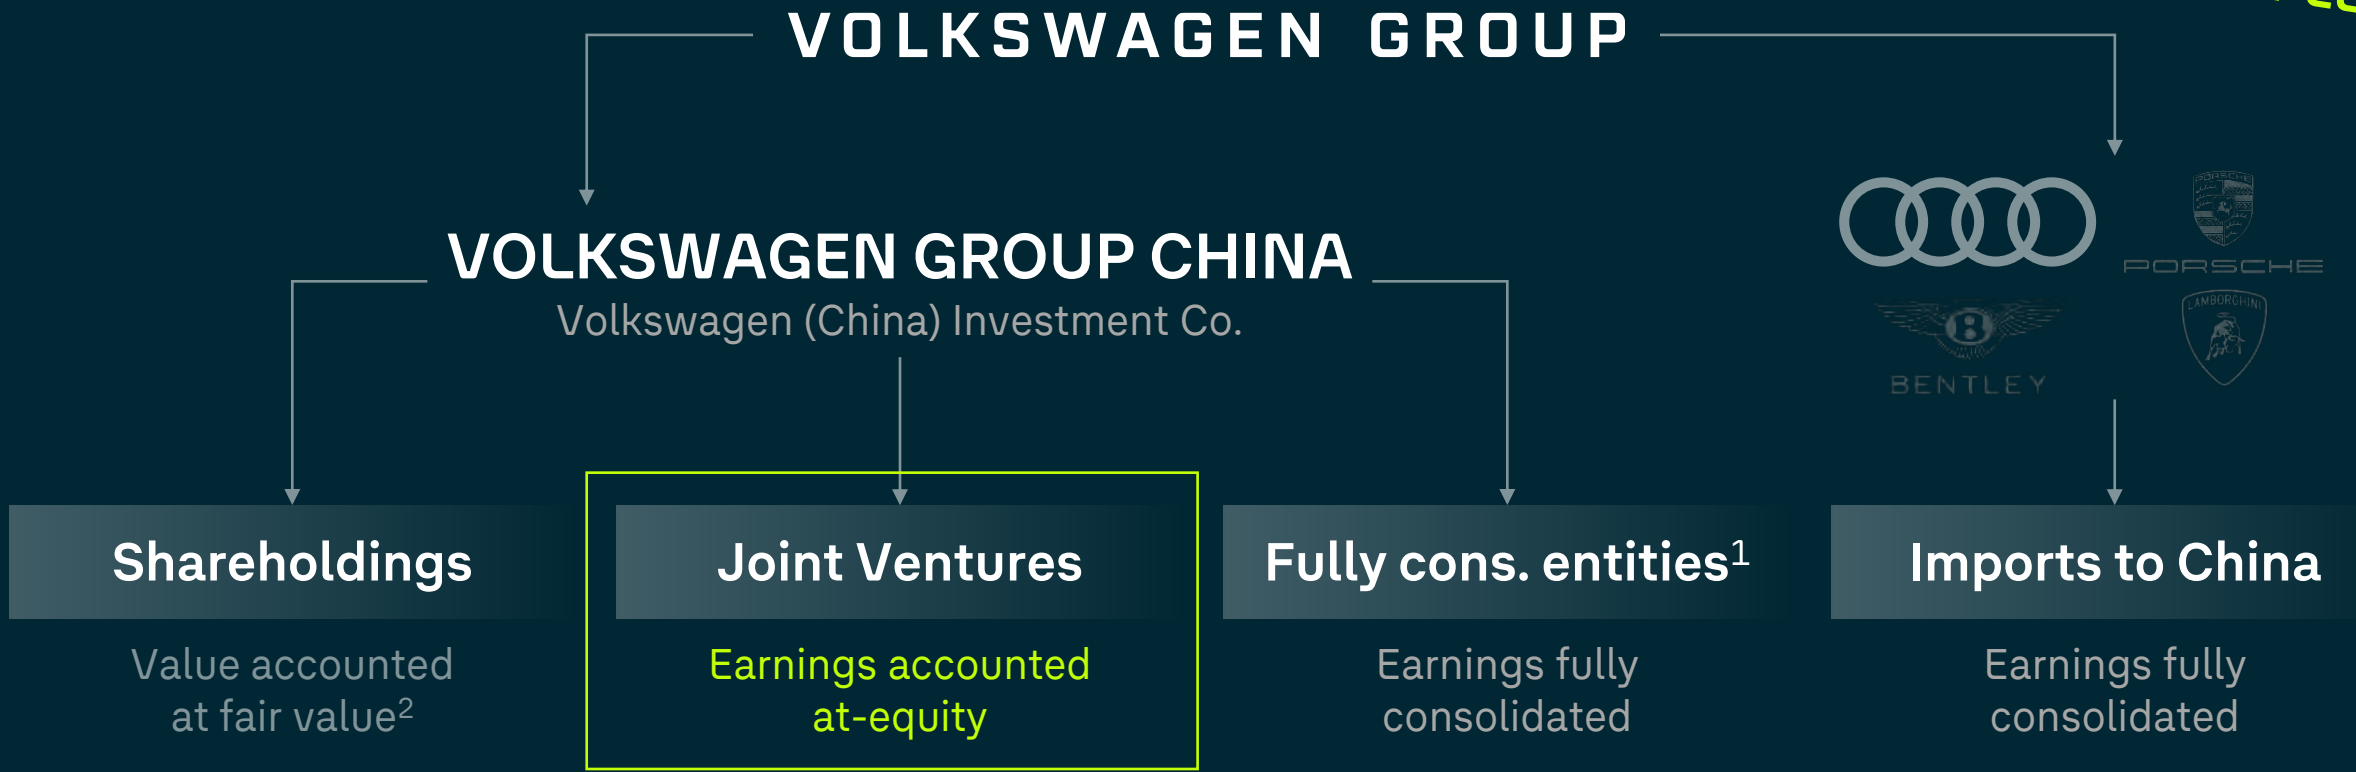 VOLKSWAGEN GROUP
VOLKSWAGEN GROUP CHINA
Volkswagen (China) Investment Co.
PORSCHE
PORSCHE
LAMBORGHINI
B
BENTLEY
Shareholdings
Value accounted
at fair value²
Joint Ventures
Earnings accounted
at-equity
Fully cons. entities¹
Earnings fully
consolidated
Imports to China
Earnings fully
consolidated